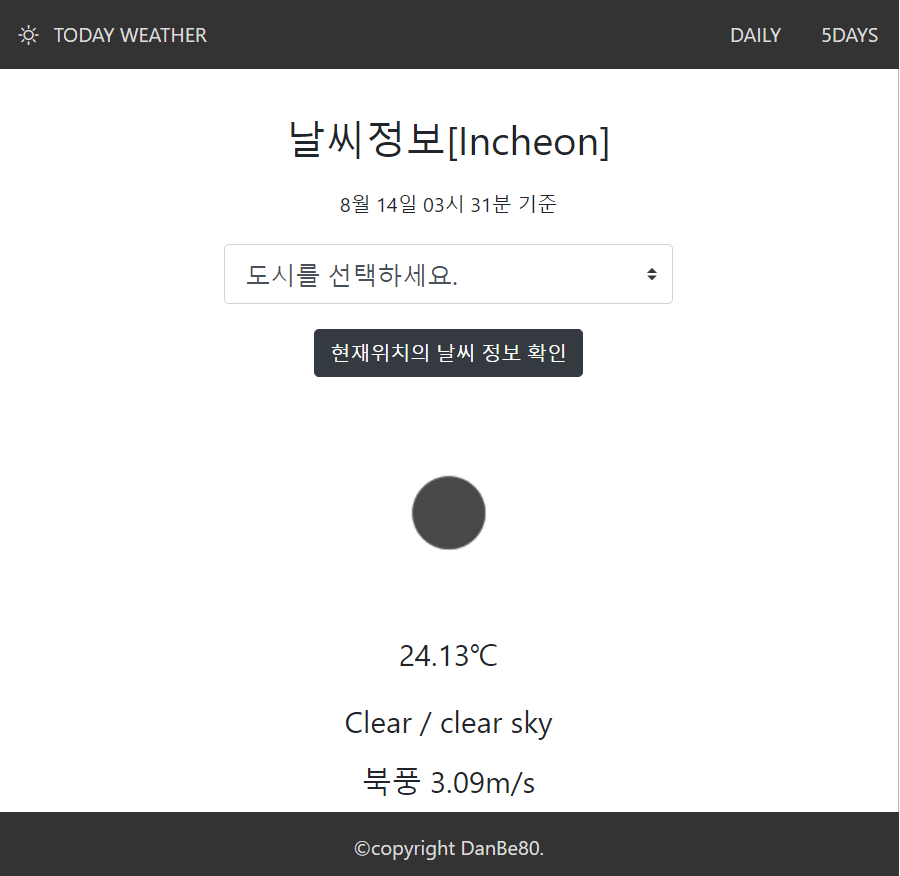 TODAY WEATHER
DAILY
5DAYS
날씨정보[Incheon]
8월 14일 03시 31분 기준
도시를 선택하세요.
현재위치의 날씨 정보 확인
24.13℃
Clear / clear sky
북풍 3.09m/s
©copyright DanBe80.